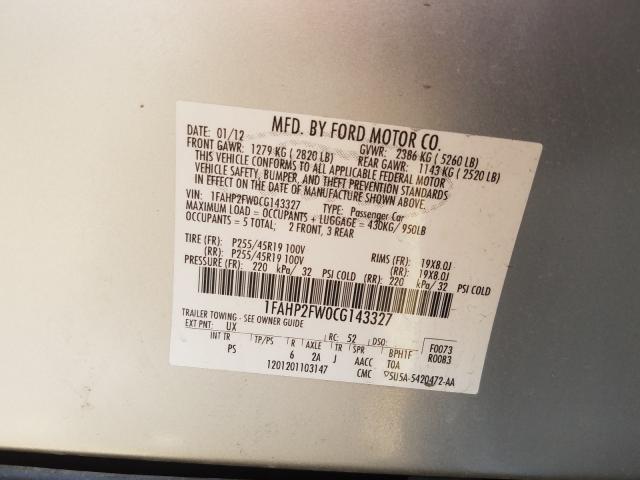 MFD. BY FORD MOTOR CO.
DATE: 01/12 GVWR: 2386 KG ( 5260 LB)
FRONT GAWR: 1279 KG ( 2820 LB) REAR GAWR: 1143 KG ( 2520 LB)
THIS VEHICLE CONFORMS TO ALL APPLICABLE FEDERAL MOTOR
VEHICLE SAFETY, BUMPER, AND THEFT PREVENTION STANDARDS
IN EFFECT ON THE DATE OF MANUFACTURE SHOWN ABOVE.
VIN: 1FAHP2FW0CG143327 TYPE: Passenger Car
MAXIMUM LOAD = OCCUPANTS + LUGGAGE = 430KG/ 950LB
OCCUPANTS = 5 TOTAL; 2 FRONT, 3 REAR
TIRE (FR): P255/45R19 100V RIMS (FR): 19X8.0J
(RR): P255/45R19 100V (RR): 19X8.0J
PRESSURE (FR): 220 kPa/ 32 PSI COLD (RR): 220 kPa/ 32 PSI COLD
1FAHP2FW0CG143327
TRAILER TOWING - SEE OWNER GUIDE
EXT PNT: UX RC: 52 DSO: F0073
INT TR TP/PS R AXLE TR SPR BPHTF R0083
PS 6 2A J AACC TOA
1201201103147 CMC ▽5U5A-5420472-AA